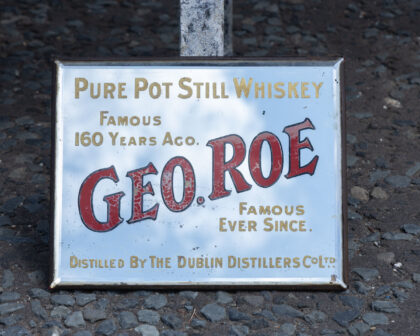 PURE POT STILL WHISKEY
FAMOUS
160 YEARS AGO.
GEO. ROE
FAMOUS
EVER SINCE.
DISTILLED BY THE DUBLIN DISTILLERS CO LTD